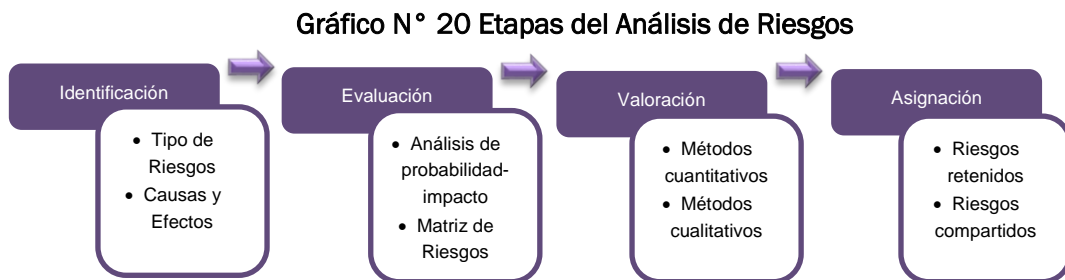 Gráfico N° 20 Etapas del Análisis de Riesgos
Identificación
• Tipo de
Riesgos
• Causas y
Efectos
Evaluación
• Análisis de
probabilidad-
impacto
• Matriz de
Riesgos
Valoración
• Métodos
cuantitativos
• Métodos
cualitativos
Asignación
• Riesgos
retenidos
• Riesgos
compartidos